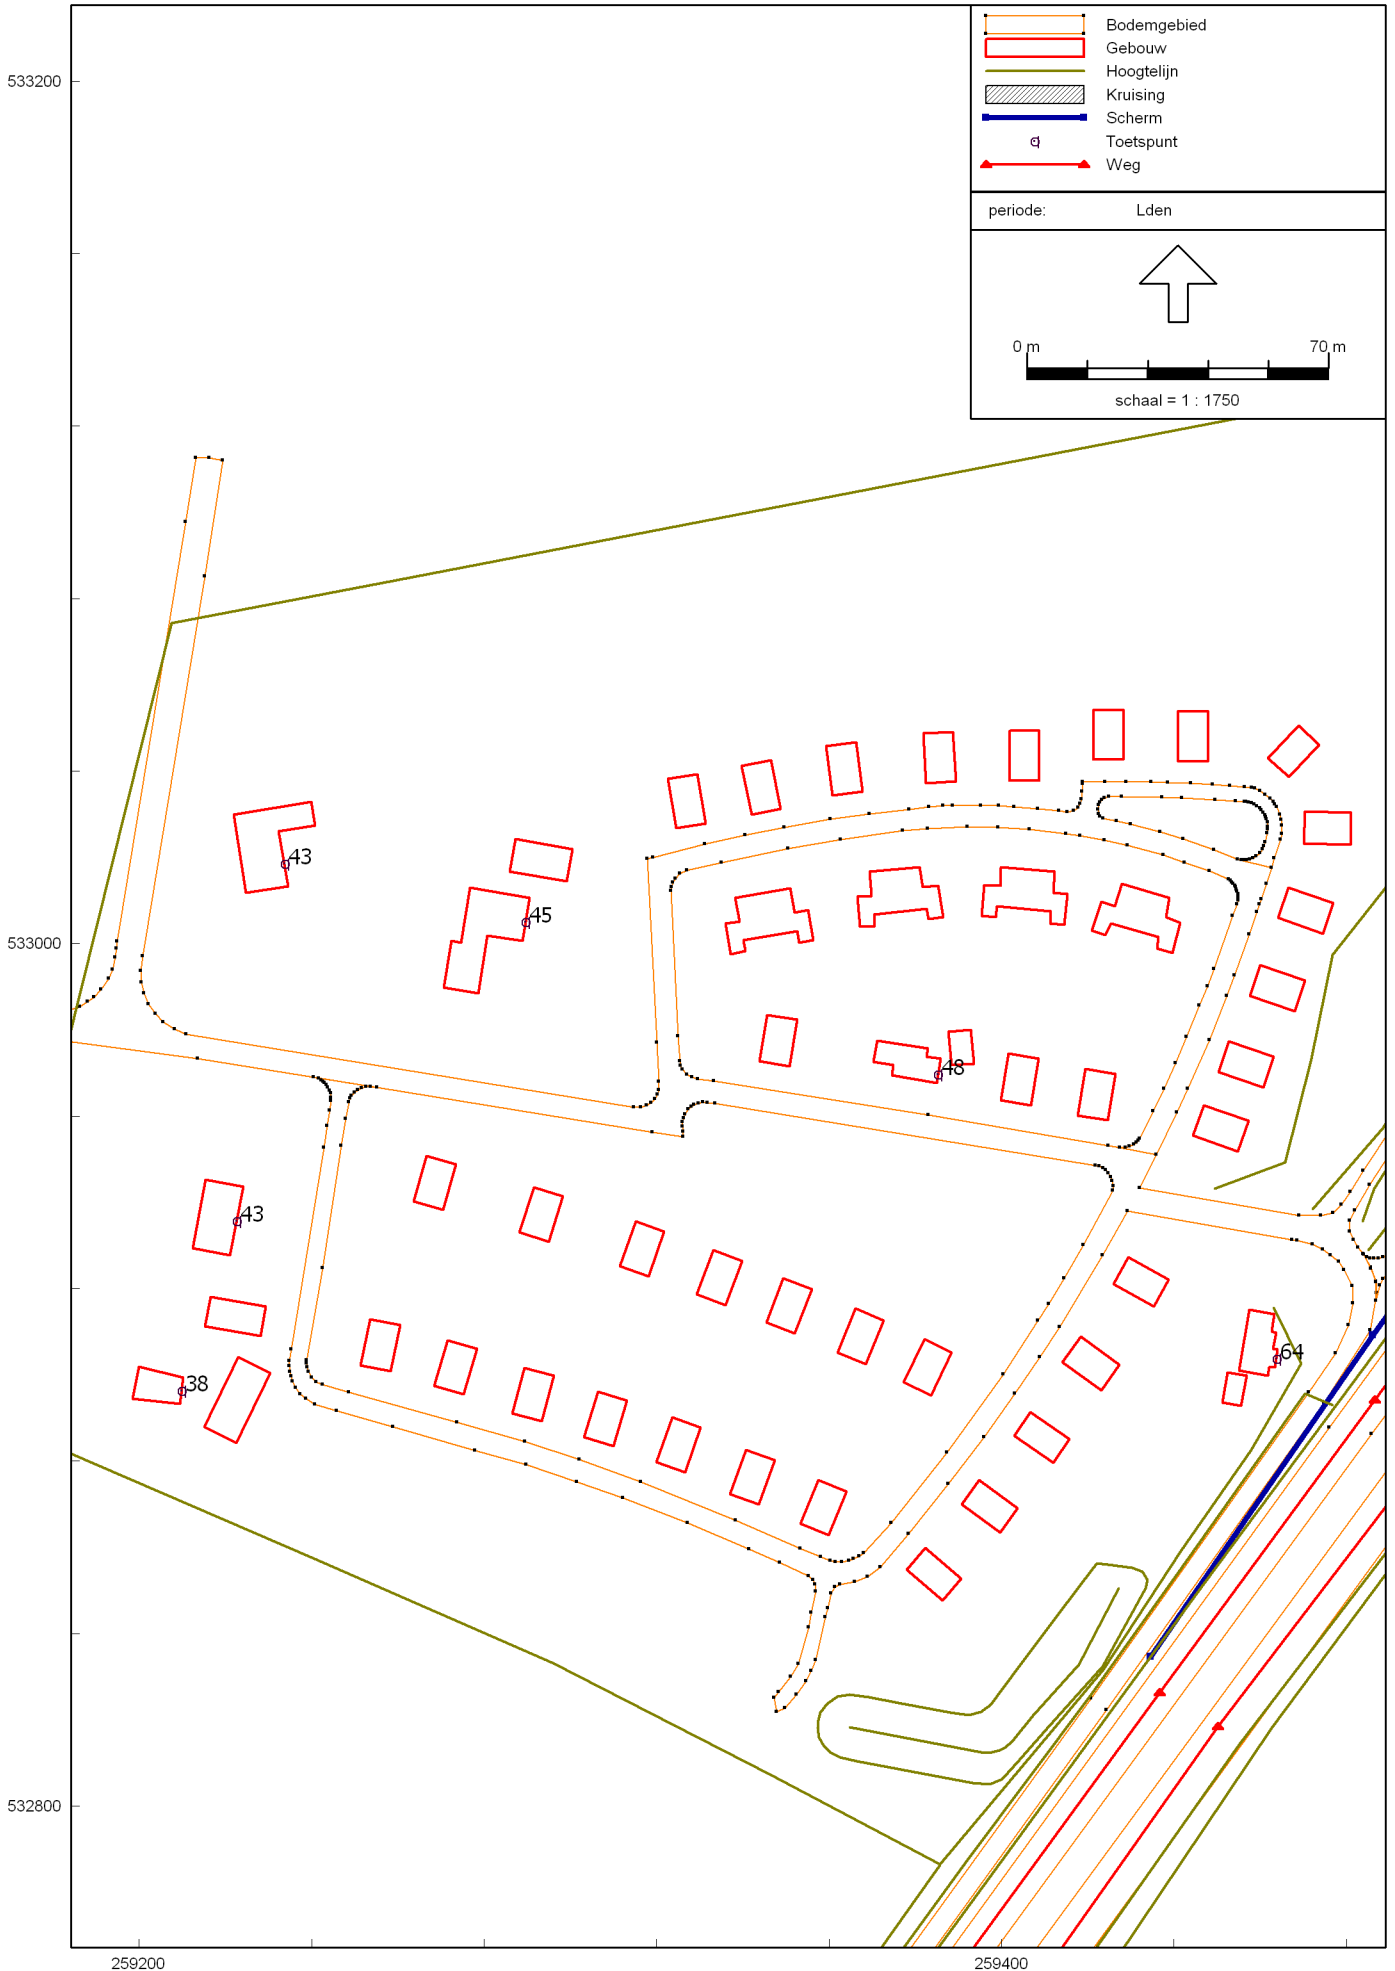 Bodemgebied
Gebouw
Hoogtelijn
Kruising
Scherm
Toetspunt
Weg
periode: Lden
0 m 70 m
schaal = 1 : 1750
533200
43
45
533000
48
43
64
38
532800
259200 259400